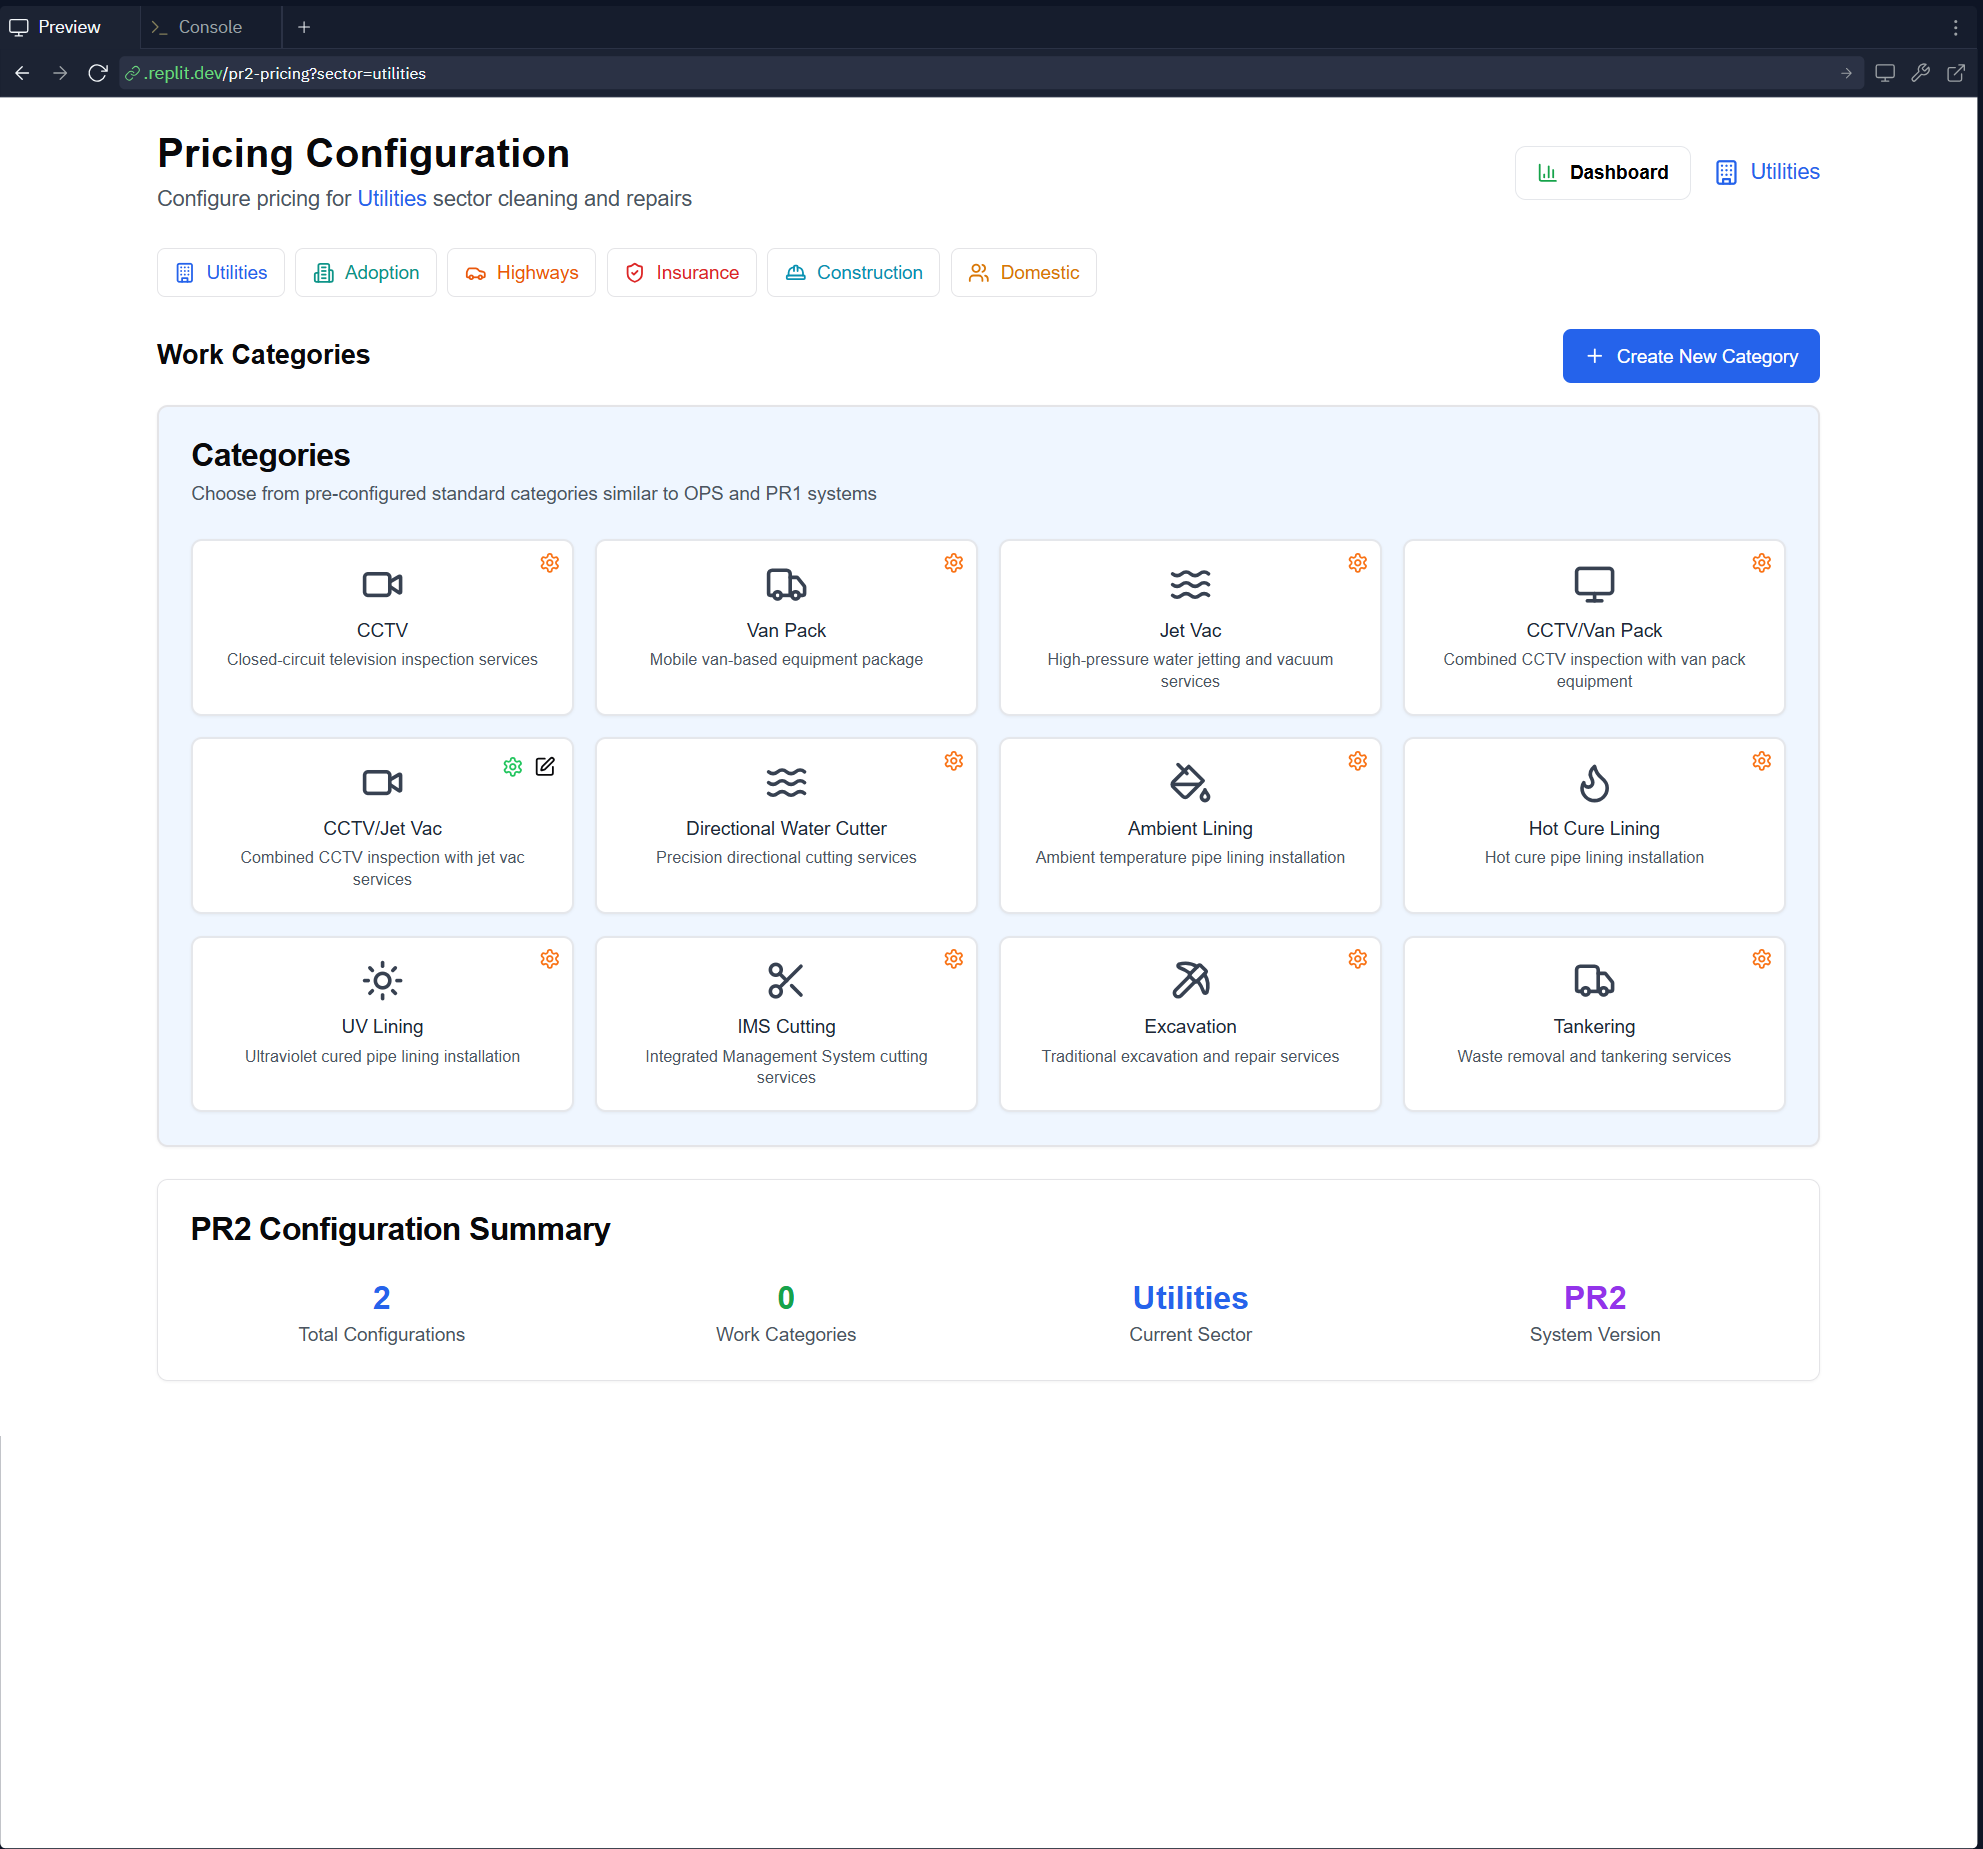 Preview
Console
.replit.dev/pr2-pricing?sector=utilities
Pricing Configuration
Configure pricing for Utilities sector cleaning and repairs
Dashboard
Utilities
Utilities
Adoption
Highways
Insurance
Construction
Domestic
Work Categories
Create New Category
Categories
Choose from pre-configured standard categories similar to OPS and PR1 systems
CCTV
Closed-circuit television inspection services
Van Pack
Mobile van-based equipment package
Jet Vac
High-pressure water jetting and vacuum
services
CCTV/Van Pack
Combined CCTV inspection with van pack
equipment
CCTV/Jet Vac
Combined CCTV inspection with jet vac
services
Directional Water Cutter
Precision directional cutting services
Ambient Lining
Ambient temperature pipe lining installation
Hot Cure Lining
Hot cure pipe lining installation
UV Lining
Ultraviolet cured pipe lining installation
IMS Cutting
Integrated Management System cutting
services
Excavation
Traditional excavation and repair services
Tankering
Waste removal and tankering services
PR2 Configuration Summary
2
Total Configurations
0
Work Categories
Utilities
Current Sector
PR2
System Version